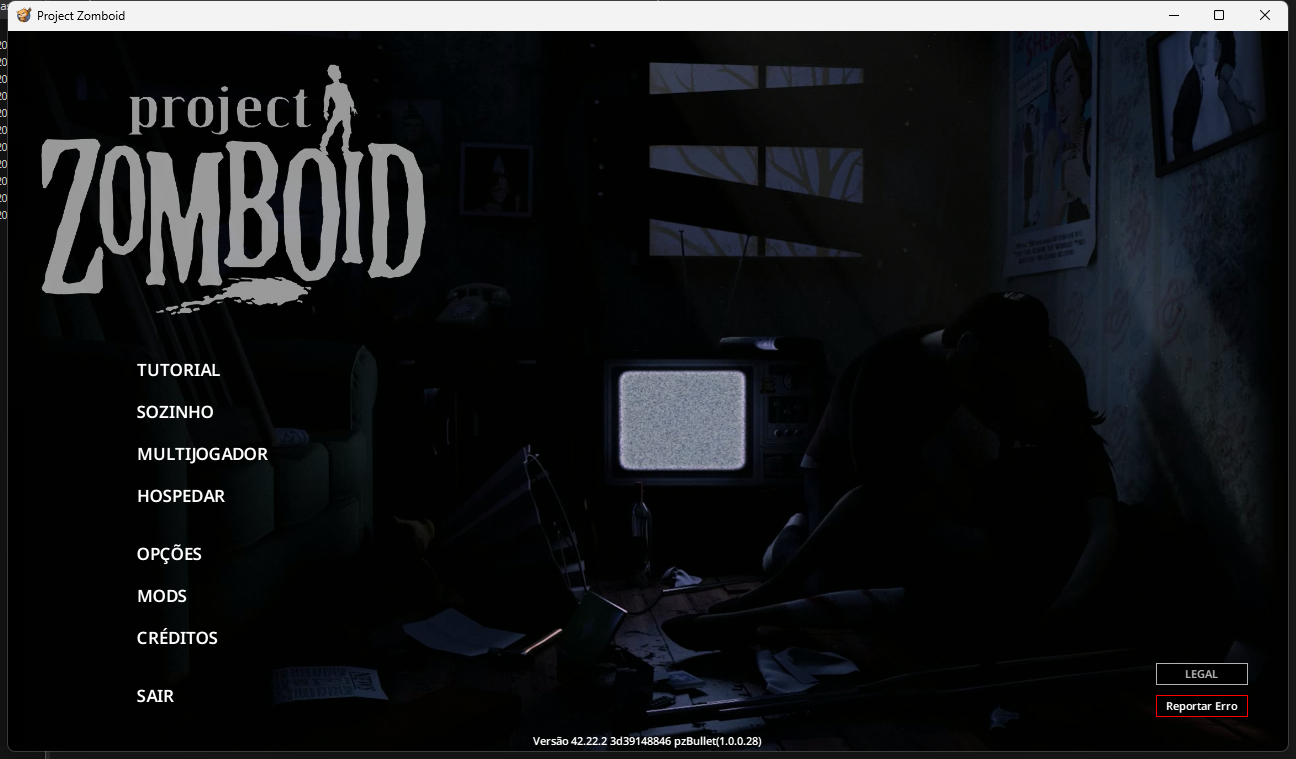 Project Zomboid
project
ZOMBOID
TUTORIAL
SOZINHO
MULTIJOGADOR
HOSPEDAR
OPÇÕES
MODS
CRÉDITOS
SAIR
LEGAL
Reportar Erro
Versão 42.22.2 3d39148846 pzBullet(1.0.0.28)